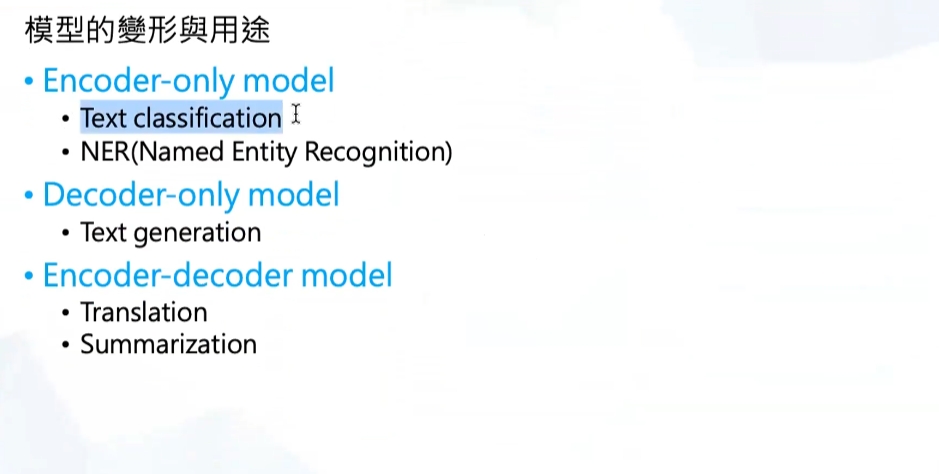 模型的變形與用途
• Encoder-only model
• Text classification
• NER(Named Entity Recognition)
• Decoder-only model
• Text generation
• Encoder-decoder model
• Translation
• Summarization